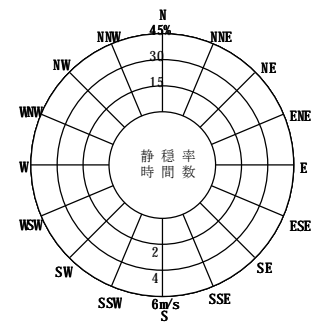 N
45%
NNW
NNE
30
NW
NE
15
WNW
ENE
静穏率
時間数
W
E
WSW
ESE
2
SW
SE
4
SSW
SSE
6m/s
S